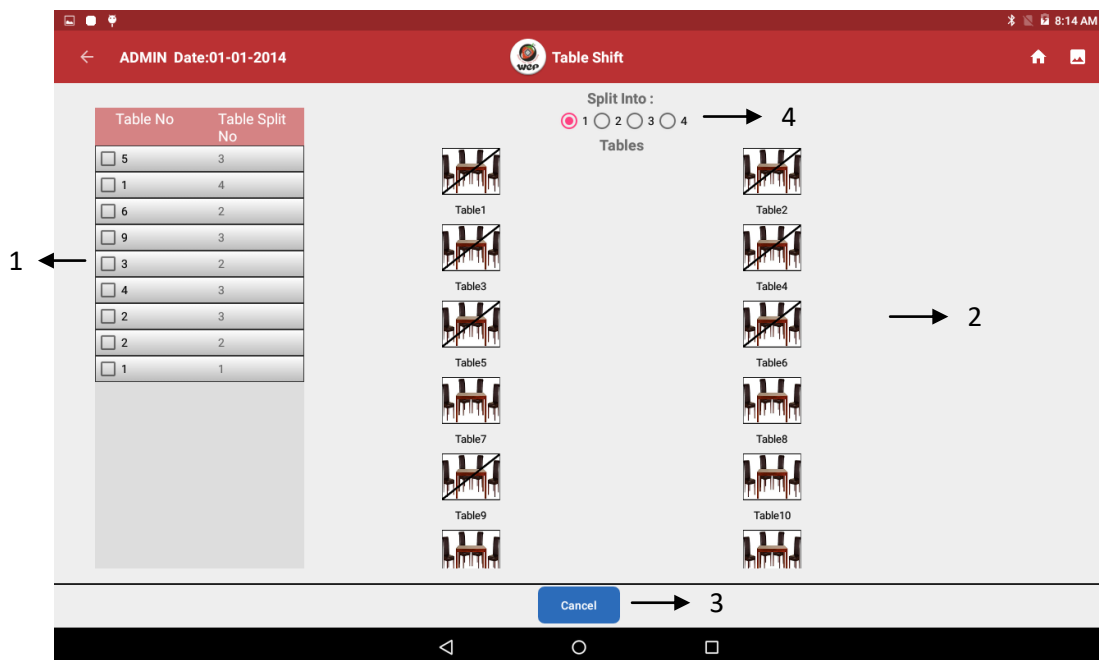 8:14 AM
ADMIN Date:01-01-2014
wep
Table Shift
Split Into :
1 2 3 4
4
Tables
Table No Table Split No
5 3
1 4
6 2
9 3
3 2
4 3
2 3
2 2
1 1
1
Table1 Table2
Table3 Table4
2
Table5 Table6
Table7 Table8
Table9 Table10
Cancel
3